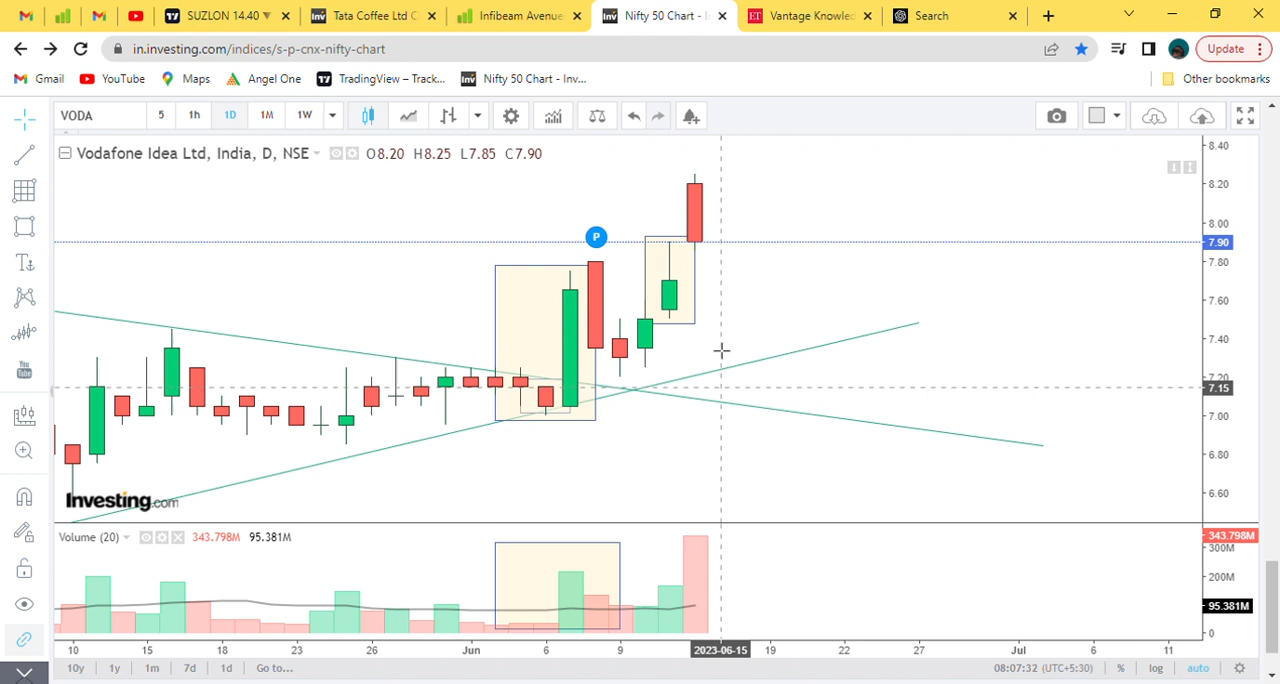 SUZLON 14.40
Tata Coffee Ltd C
Infibeam Avenue
Nifty 50 Chart - I
Vantage Knowled
Search
in.investing.com/indices/s-p-cnx-nifty-chart
Update
Gmail
YouTube
Maps
Angel One
TradingView – Track...
Nifty 50 Chart - Inv...
Other bookmarks
VODA
5
1h
1D
1M
1W
Vodafone Idea Ltd, India, D, NSE
O8.20 H8.25 L7.85 C7.90
8.40
8.20
8.00
7.90
7.80
7.60
7.40
7.20
7.15
7.00
6.80
6.60
P
You
Tube
Investing.com
Volume (20)
343.798M
95.381M
343.798M
300M
200M
95.381M
0
10
15
18
23
26
Jun
6
9
2023-06-15
19
22
27
Jul
6
11
10y
1y
1m
7d
1d
Go to...
08:07:32 (UTC+5:30)
%
log
auto